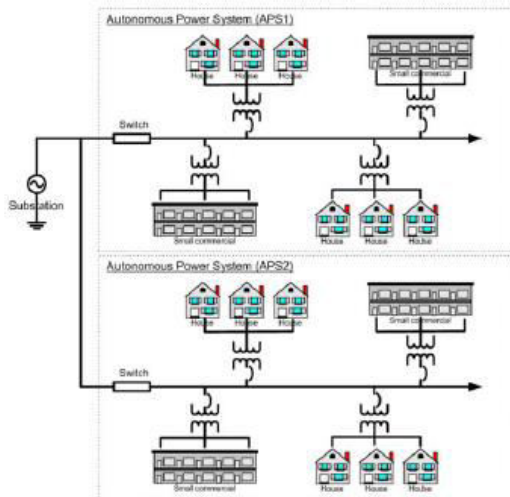 Autonomous Power System (APS1)
House House House
Small commercial
Switch
Substation
Small commercial
House House House
Autonomous Power System (APS2)
House House House
Small commercial
Switch
Small commercial
House House House